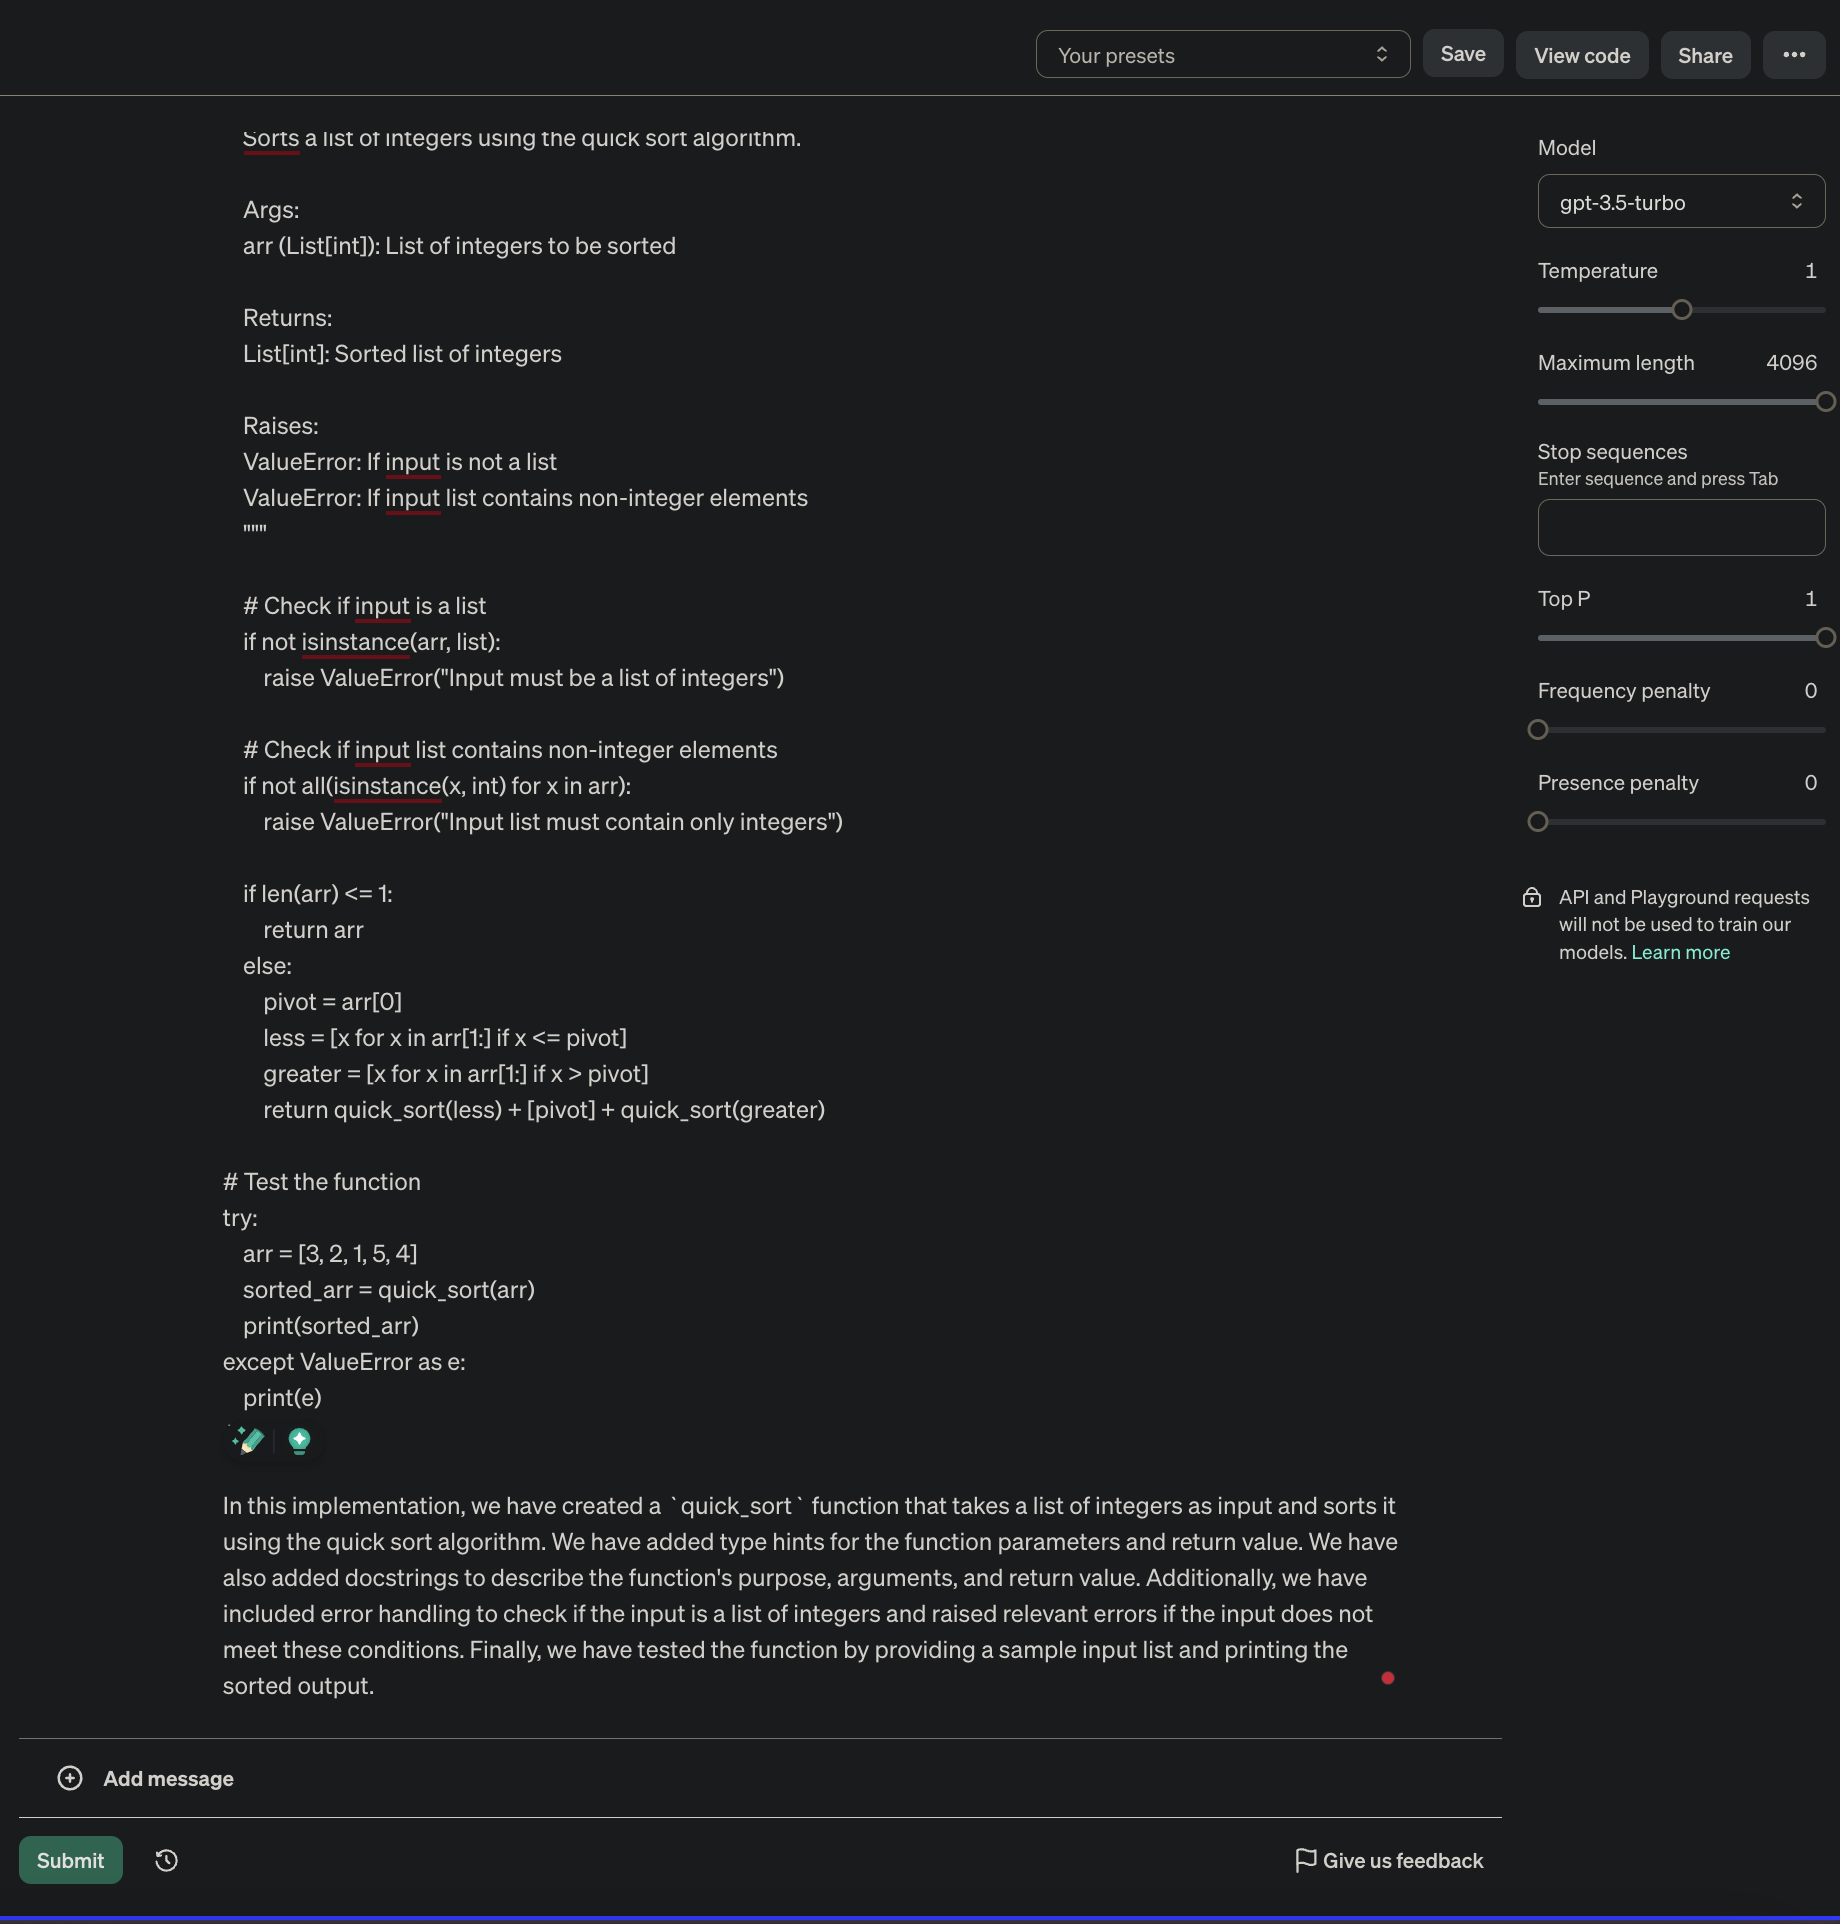 Your presets
Save
View code
Share
Sorts a list of integers using the quick sort algorithm.
Args:
arr (List[int]): List of integers to be sorted
Returns:
List[int]: Sorted list of integers
Raises:
ValueError: If input is not a list
ValueError: If input list contains non-integer elements
"""
# Check if input is a list
if not isinstance(arr, list):
    raise ValueError("Input must be a list of integers")
# Check if input list contains non-integer elements
if not all(isinstance(x, int) for x in arr):
    raise ValueError("Input list must contain only integers")
if len(arr) <= 1:
    return arr
else:
    pivot = arr[0]
    less = [x for x in arr[1:] if x <= pivot]
    greater = [x for x in arr[1:] if x > pivot]
    return quick_sort(less) + [pivot] + quick_sort(greater)
# Test the function
try:
    arr = [3, 2, 1, 5, 4]
    sorted_arr = quick_sort(arr)
    print(sorted_arr)
except ValueError as e:
    print(e)
In this implementation, we have created a `quick_sort` function that takes a list of integers as input and sorts it
using the quick sort algorithm. We have added type hints for the function parameters and return value. We have
also added docstrings to describe the function's purpose, arguments, and return value. Additionally, we have
included error handling to check if the input is a list of integers and raised relevant errors if the input does not
meet these conditions. Finally, we have tested the function by providing a sample input list and printing the
sorted output.
Add message
Submit
Give us feedback
Model
gpt-3.5-turbo
Temperature 1
Maximum length 4096
Stop sequences
Enter sequence and press Tab
Top P 1
Frequency penalty 0
Presence penalty 0
API and Playground requests
will not be used to train our
models. Learn more